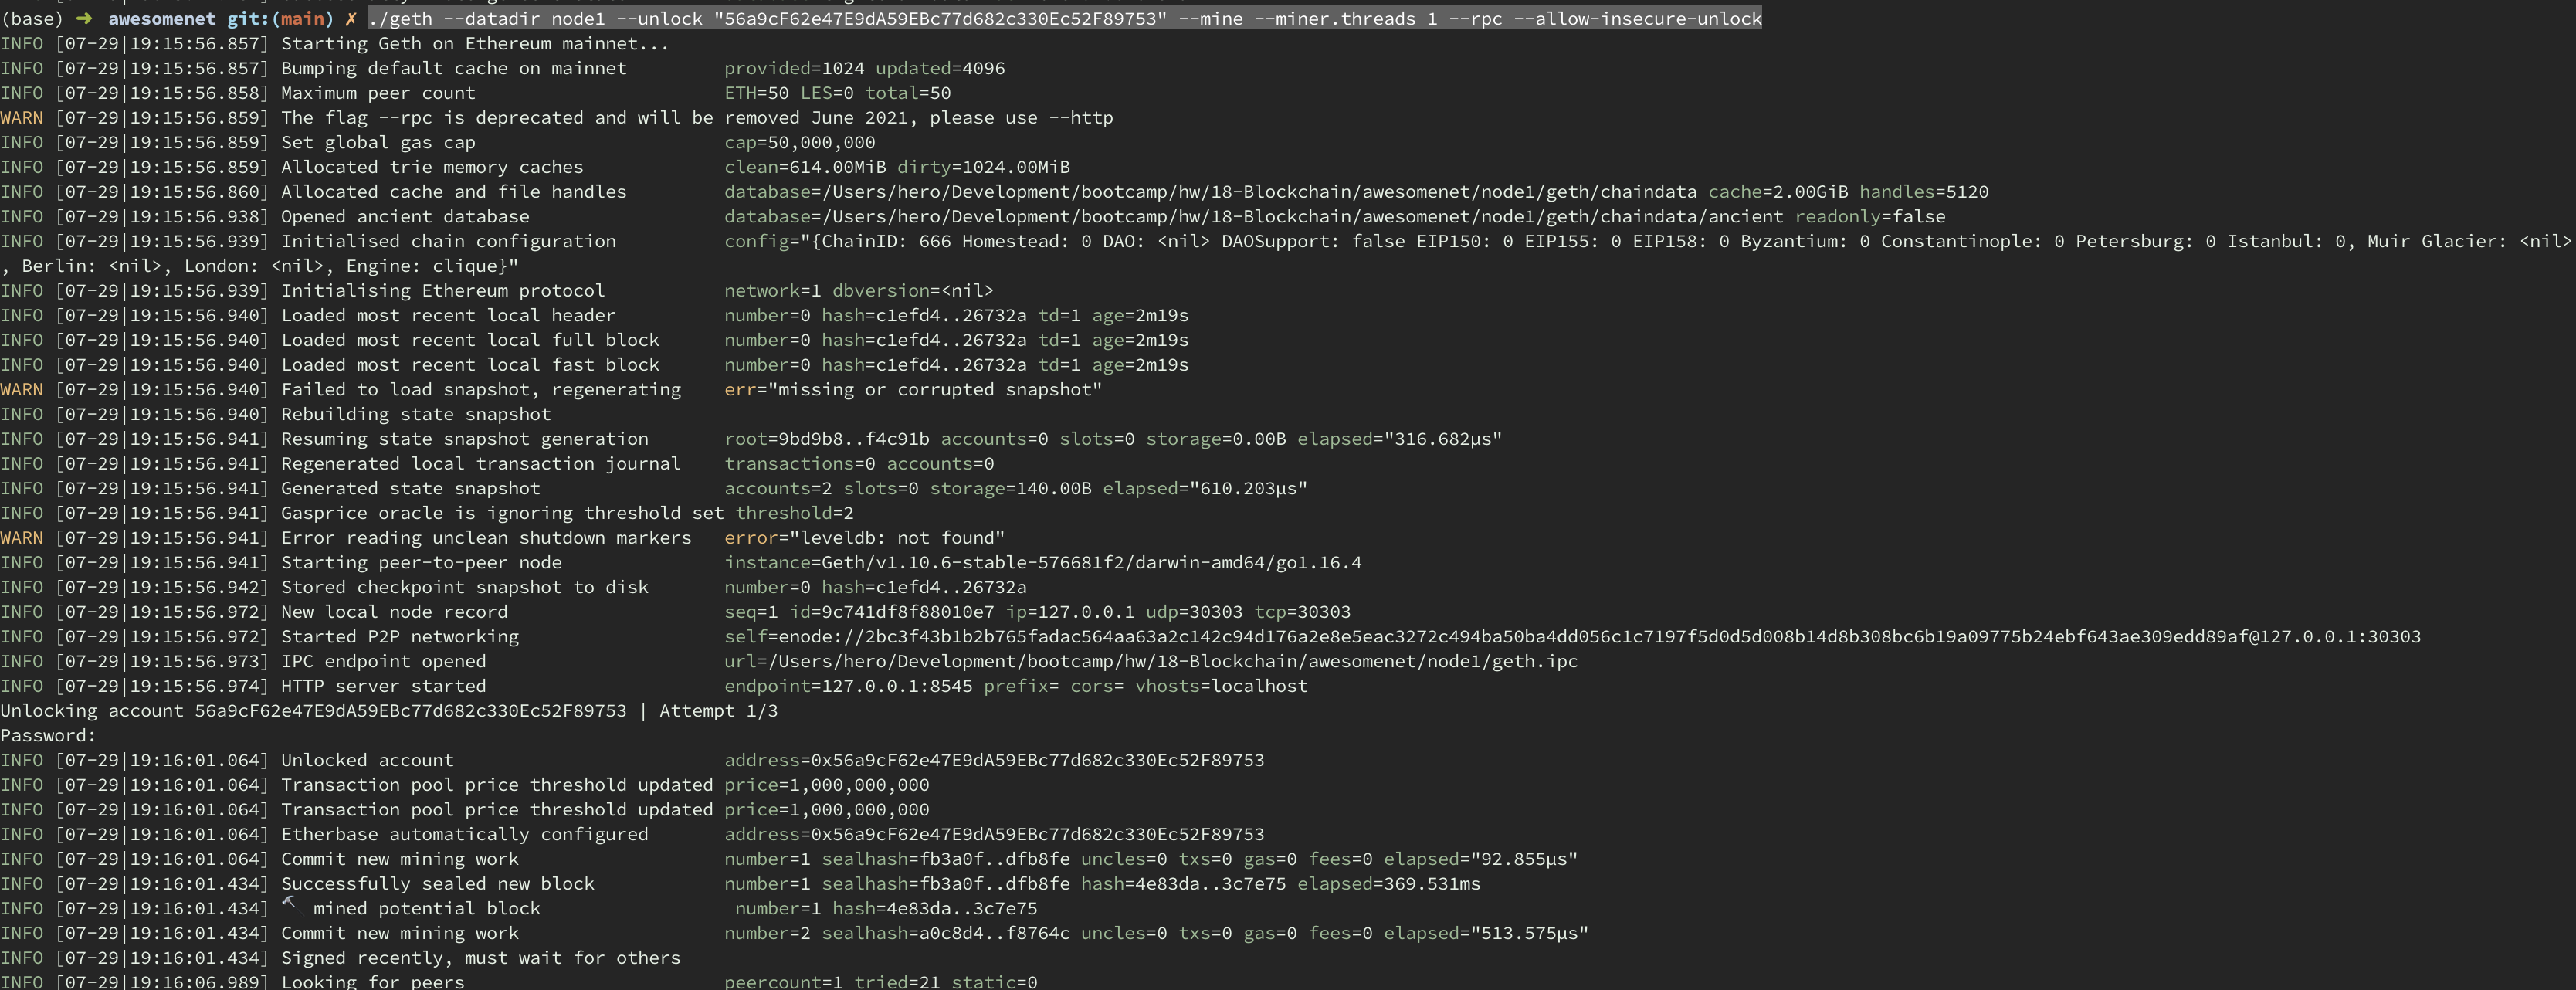 (base) ➜ awesomenet git:(main) ✗ ./geth --datadir node1 --unlock "56a9cF62e47E9dA59EBc77d682c330Ec52F89753" --mine --miner.threads 1 --rpc --allow-insecure-unlock
INFO [07-29|19:15:56.857] Starting Geth on Ethereum mainnet...
INFO [07-29|19:15:56.857] Bumping default cache on mainnet provided=1024 updated=4096
INFO [07-29|19:15:56.858] Maximum peer count ETH=50 LES=0 total=50
WARN [07-29|19:15:56.859] The flag --rpc is deprecated and will be removed June 2021, please use --http
INFO [07-29|19:15:56.859] Set global gas cap cap=50,000,000
INFO [07-29|19:15:56.859] Allocated trie memory caches clean=614.00MiB dirty=1024.00MiB
INFO [07-29|19:15:56.860] Allocated cache and file handles database=/Users/hero/Development/bootcamp/hw/18-Blockchain/awesomenet/node1/geth/chaindata cache=2.00GiB handles=5120
INFO [07-29|19:15:56.938] Opened ancient database database=/Users/hero/Development/bootcamp/hw/18-Blockchain/awesomenet/node1/geth/chaindata/ancient readonly=false
INFO [07-29|19:15:56.939] Initialised chain configuration config="{ChainID: 666 Homestead: 0 DAO: <nil> DAOSupport: false EIP150: 0 EIP155: 0 EIP158: 0 Byzantium: 0 Constantinople: 0 Petersburg: 0 Istanbul: 0, Muir Glacier: <nil>
, Berlin: <nil>, London: <nil>, Engine: clique}"
INFO [07-29|19:15:56.939] Initialising Ethereum protocol network=1 dbversion=<nil>
INFO [07-29|19:15:56.940] Loaded most recent local header number=0 hash=c1efd4..26732a td=1 age=2m19s
INFO [07-29|19:15:56.940] Loaded most recent local full block number=0 hash=c1efd4..26732a td=1 age=2m19s
INFO [07-29|19:15:56.940] Loaded most recent local fast block number=0 hash=c1efd4..26732a td=1 age=2m19s
WARN [07-29|19:15:56.940] Failed to load snapshot, regenerating err="missing or corrupted snapshot"
INFO [07-29|19:15:56.940] Rebuilding state snapshot
INFO [07-29|19:15:56.941] Resuming state snapshot generation root=9bd9b8..f4c91b accounts=0 slots=0 storage=0.00B elapsed="316.682µs"
INFO [07-29|19:15:56.941] Regenerated local transaction journal transactions=0 accounts=0
INFO [07-29|19:15:56.941] Generated state snapshot accounts=2 slots=0 storage=140.00B elapsed="610.203µs"
INFO [07-29|19:15:56.941] Gasprice oracle is ignoring threshold set threshold=2
WARN [07-29|19:15:56.941] Error reading unclean shutdown markers error="leveldb: not found"
INFO [07-29|19:15:56.941] Starting peer-to-peer node instance=Geth/v1.10.6-stable-576681f2/darwin-amd64/go1.16.4
INFO [07-29|19:15:56.942] Stored checkpoint snapshot to disk number=0 hash=c1efd4..26732a
INFO [07-29|19:15:56.972] New local node record seq=1 id=9c741df8f88010e7 ip=127.0.0.1 udp=30303 tcp=30303
INFO [07-29|19:15:56.972] Started P2P networking self=enode://2bc3f43b1b2b765fadac564aa63a2c142c94d176a2e8e5eac3272c494ba50ba4dd056c1c7197f5d0d5d008b14d8b308bc6b19a09775b24ebf643ae309edd89af@127.0.0.1:30303
INFO [07-29|19:15:56.973] IPC endpoint opened url=/Users/hero/Development/bootcamp/hw/18-Blockchain/awesomenet/node1/geth.ipc
INFO [07-29|19:15:56.974] HTTP server started endpoint=127.0.0.1:8545 prefix= cors= vhosts=localhost
Unlocking account 56a9cF62e47E9dA59EBc77d682c330Ec52F89753 | Attempt 1/3
Password:
INFO [07-29|19:16:01.064] Unlocked account address=0x56a9cF62e47E9dA59EBc77d682c330Ec52F89753
INFO [07-29|19:16:01.064] Transaction pool price threshold updated price=1,000,000,000
INFO [07-29|19:16:01.064] Transaction pool price threshold updated price=1,000,000,000
INFO [07-29|19:16:01.064] Etherbase automatically configured address=0x56a9cF62e47E9dA59EBc77d682c330Ec52F89753
INFO [07-29|19:16:01.064] Commit new mining work number=1 sealhash=fb3a0f..dfb8fe uncles=0 txs=0 gas=0 fees=0 elapsed="92.855µs"
INFO [07-29|19:16:01.434] Successfully sealed new block number=1 sealhash=fb3a0f..dfb8fe hash=4e83da..3c7e75 elapsed=369.531ms
INFO [07-29|19:16:01.434] 🔨 mined potential block number=1 hash=4e83da..3c7e75
INFO [07-29|19:16:01.434] Commit new mining work number=2 sealhash=a0c8d4..f8764c uncles=0 txs=0 gas=0 fees=0 elapsed="513.575µs"
INFO [07-29|19:16:01.434] Signed recently, must wait for others
INFO [07-29|19:16:06.989] Looking for peers peercount=1 tried=21 static=0